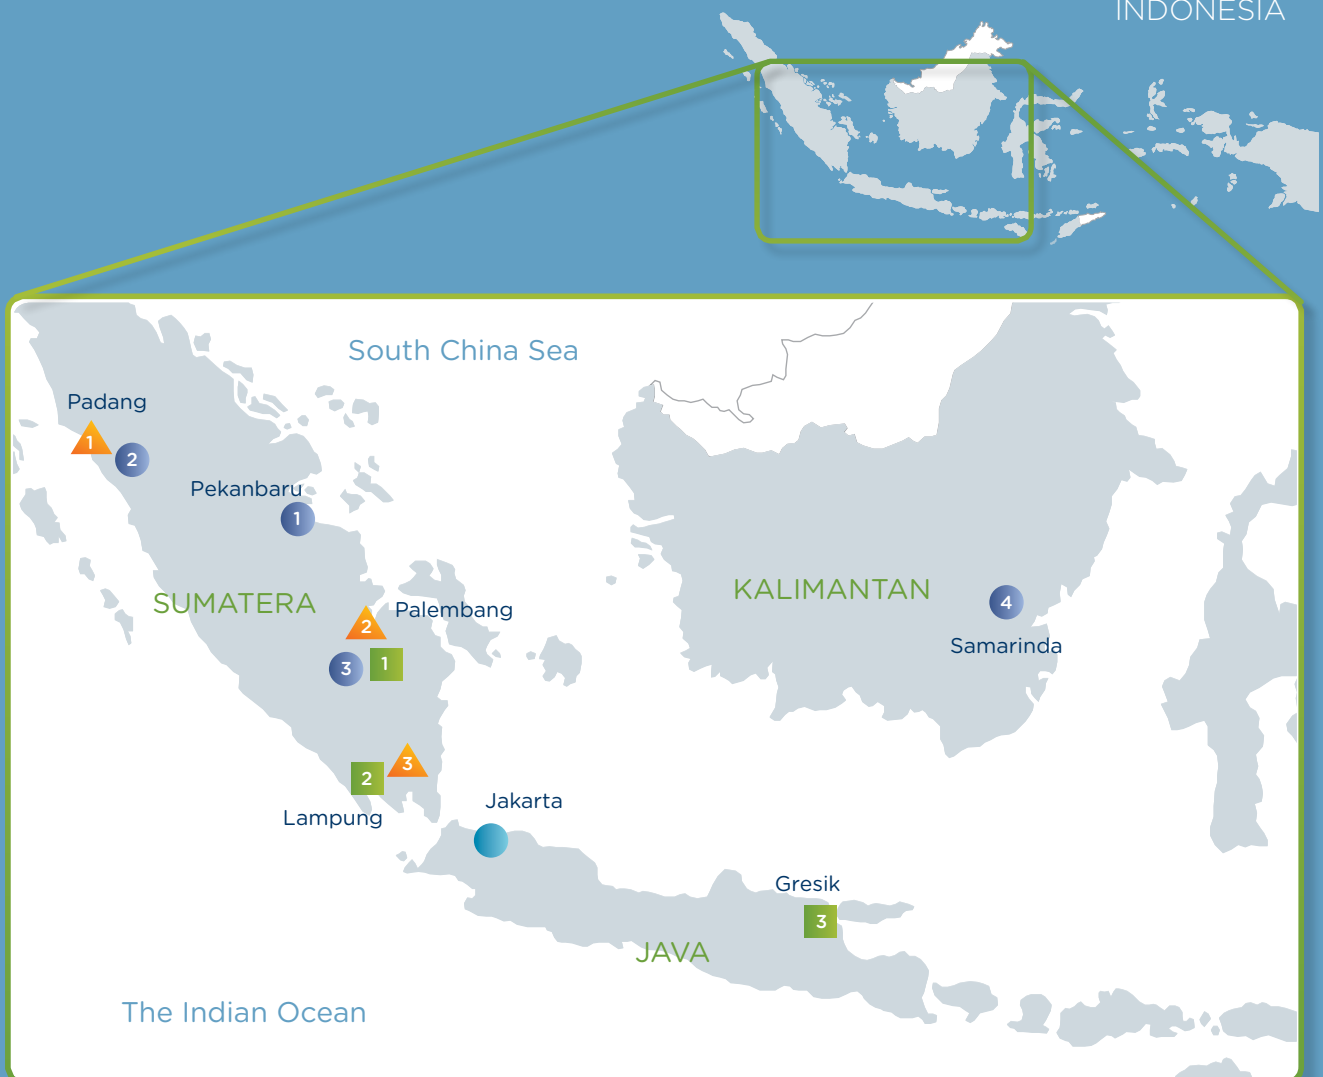 INDONESIA
South China Sea
Padang
1
2
Pekanbaru
1
SUMATERA
KALIMANTAN
4
Palembang
2
Samarinda
3
1
3
2
Jakarta
Lampung
Gresik
3
JAVA
The Indian Ocean